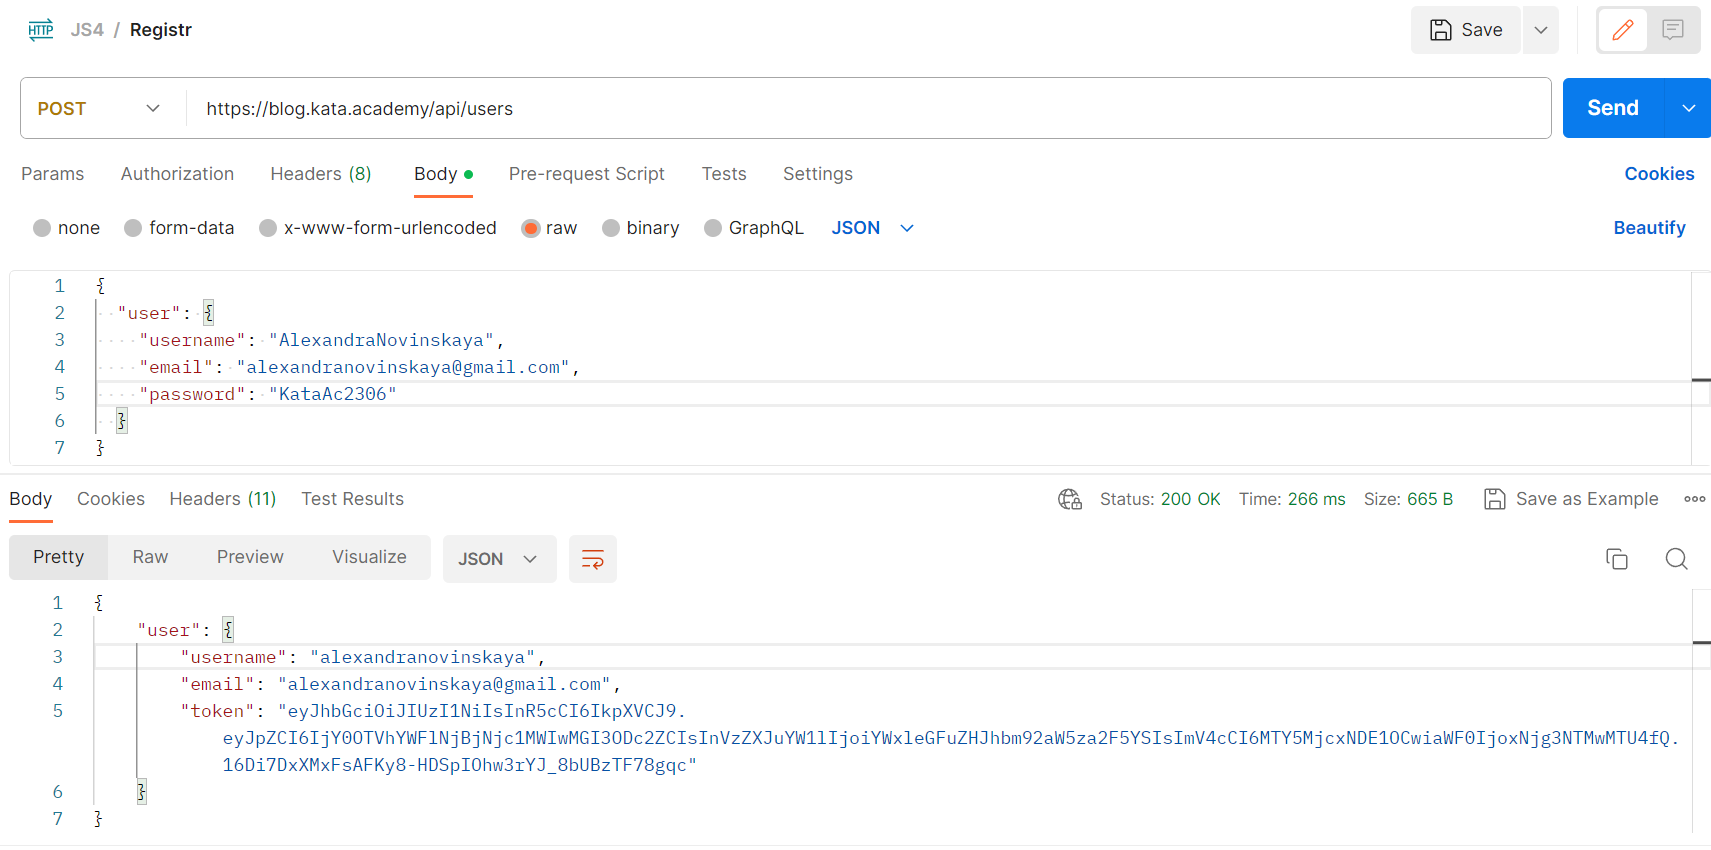 HTTP JS4 / Registr Save
POST https://blog.kata.academy/api/users Send
Params Authorization Headers (8) Body Pre-request Script Tests Settings Cookies
none form-data x-www-form-urlencoded raw binary GraphQL JSON Beautify
1 {
2 "user": {
3 "username": "AlexandraNovinskaya",
4 "email": "alexandranovinskaya@gmail.com",
5 "password": "KataAc2306"
6 }
7 }
Body Cookies Headers (11) Test Results Status: 200 OK Time: 266 ms Size: 665 B Save as Example
Pretty Raw Preview Visualize JSON
1 {
2 "user": {
3 "username": "alexandranovinskaya",
4 "email": "alexandranovinskaya@gmail.com",
5 "token": "eyJhbGciOiJIUzI1NiIsInR5cCI6IkpXVCJ9.
eyJpZCI6IjY0OTVhYWFlNjBjNjc1MWIwMGI3ODc2ZCIsInVzZXJuYW1lIjoiYWxleGFuZHJhbm92aW5za2F5YSIsImV4cCI6MTY5MjcxNDE1OCwiaWF0IjoxNjg3NTMwMTU4fQ.
16Di7DxXMxFsAFKy8-HDSpIOhw3rYJ_8bUBzTF78gqc"
6 }
7 }